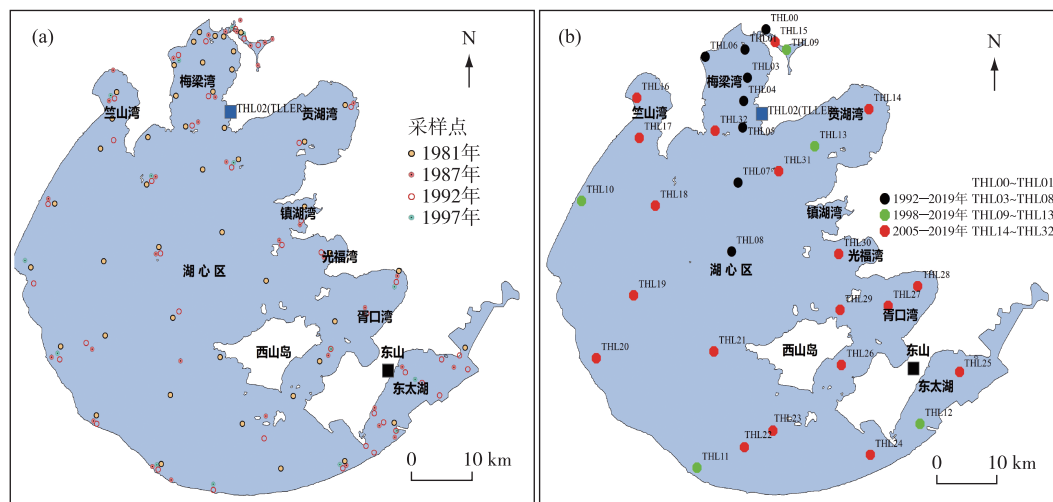 (a)
N
梅梁湾
THL02(TLLER)
竺山湾
贡湖湾
采样点
1981年
1987年
1992年
1997年
镇湖湾
光福湾
湖心区
胥口湾
西山岛
东山
东太湖
0 10 km
(b)
THL00
THL15
THL01
THL09
THL06
N
THL03
梅梁湾
THL04
THL16
THL02(TLLER)
贡湖湾
THL14
竺山湾
THL32
THL05
THL17
THL13
THL31
THL07
THL10
THL18
THL00~THL01
1992-2019年 THL03~THL08
1998-2019年 THL09~THL13
2005-2019年 THL14~THL32
镇湖湾
THL08
THL30
光福湾
湖心区
THL28
THL19
THL29
THL27
胥口湾
THL20
THL21
西山岛
THL26
东山
THL25
东太湖
THL12
THL23
THL22
THL24
THL11
0 10 km